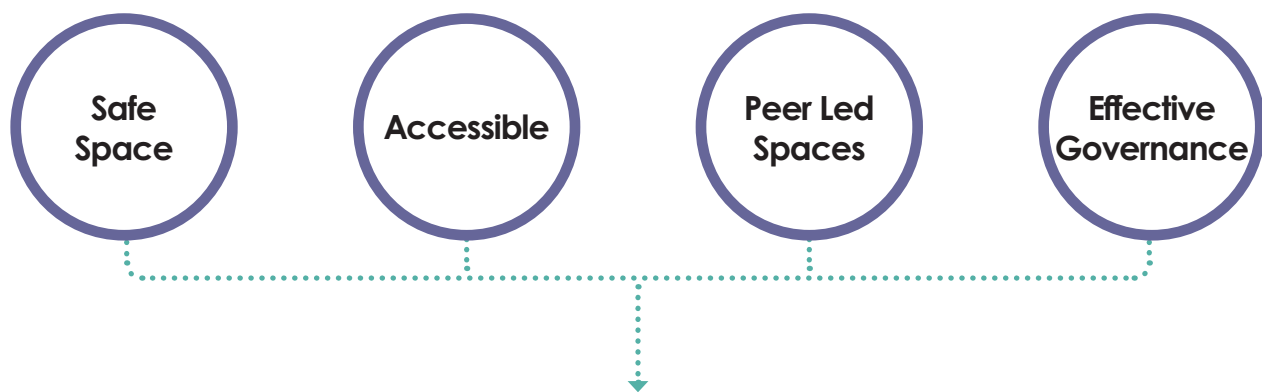 Safe
Space
Accessible
Peer Led
Spaces
Effective
Governance